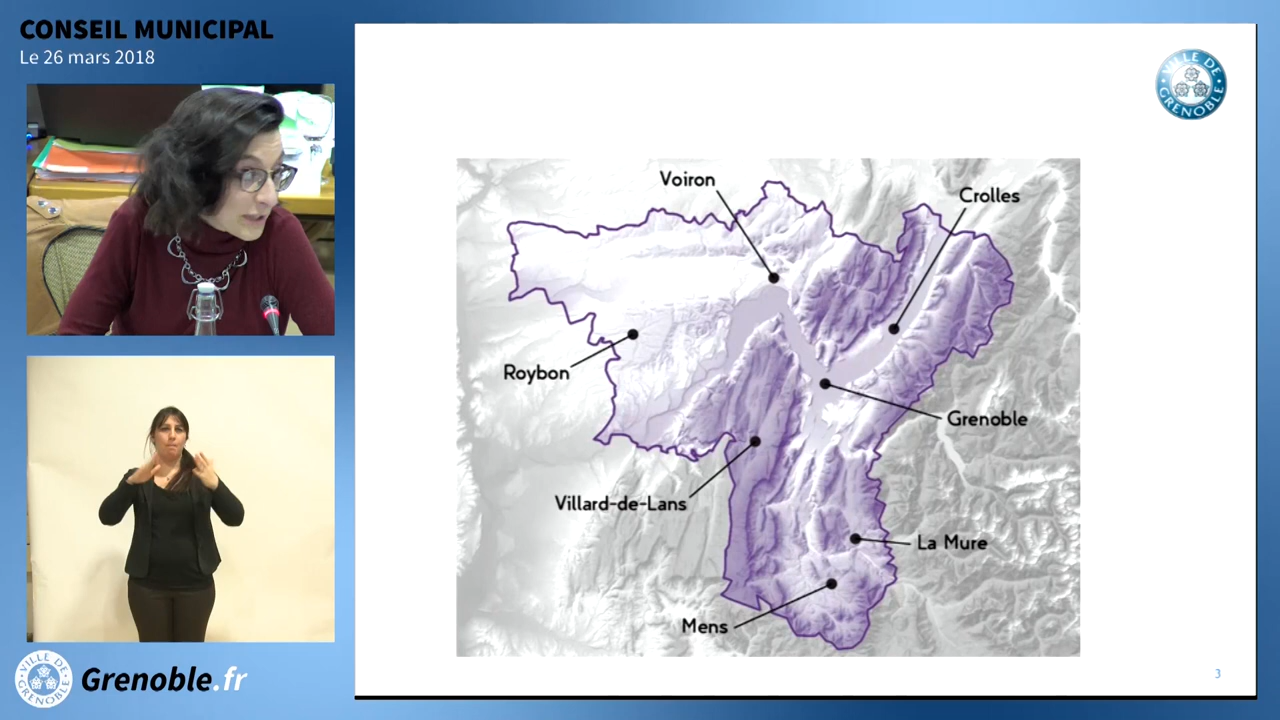 CONSEIL MUNICIPAL
Le 26 mars 2018
VILLE DE GRENOBLE
Voiron
Crolles
Roybon
Grenoble
Villard-de-Lans
La Mure
Mens
VILLE DE GRENOBLE
Grenoble.fr
3